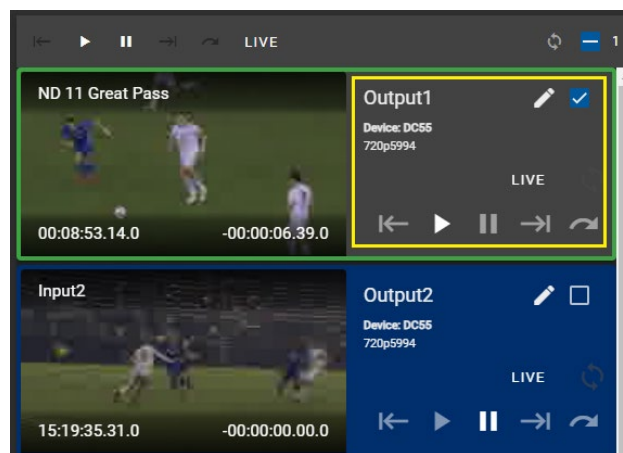 LIVE
1
ND 11 Great Pass
00:08:53.14.0
-00:00:06.39.0
Output1
Device: DC55
720p5994
LIVE
Input2
15:19:35.31.0
-00:00:00.00.0
Output2
Device: DC55
720p5994
LIVE